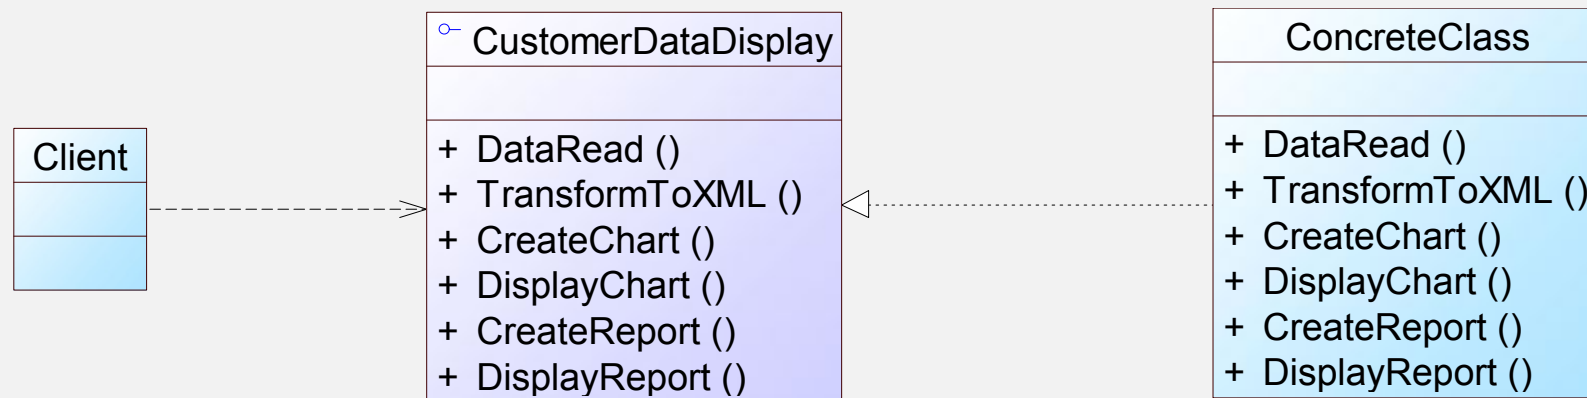 Client
CustomerDataDisplay
+ DataRead ()
+ TransformToXML ()
+ CreateChart ()
+ DisplayChart ()
+ CreateReport ()
+ DisplayReport ()
ConcreteClass
+ DataRead ()
+ TransformToXML ()
+ CreateChart ()
+ DisplayChart ()
+ CreateReport ()
+ DisplayReport ()